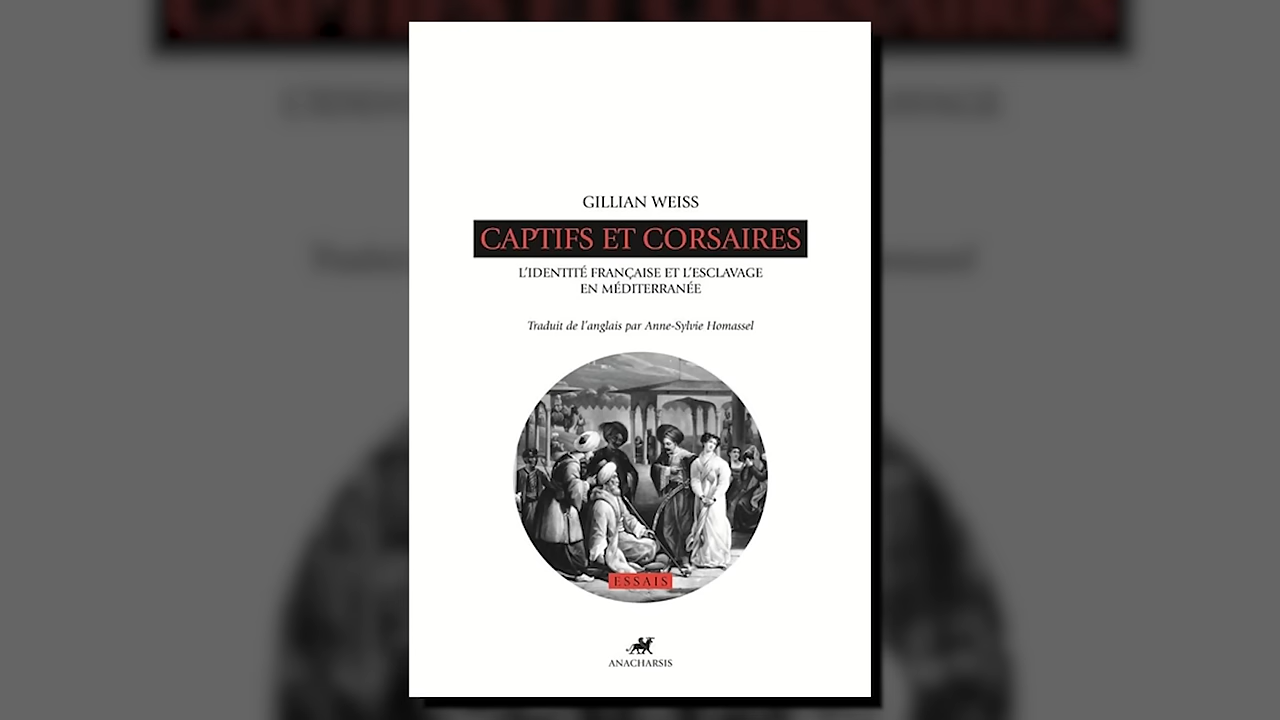 GILLIAN WEISS
CAPTIFS ET CORSAIRES
L'IDENTITÉ FRANÇAISE ET L'ESCLAVAGE
EN MÉDITERRANÉE
Traduit de l'anglais par Anne-Sylvie Homassel
ESSAIS
ANACHARSIS